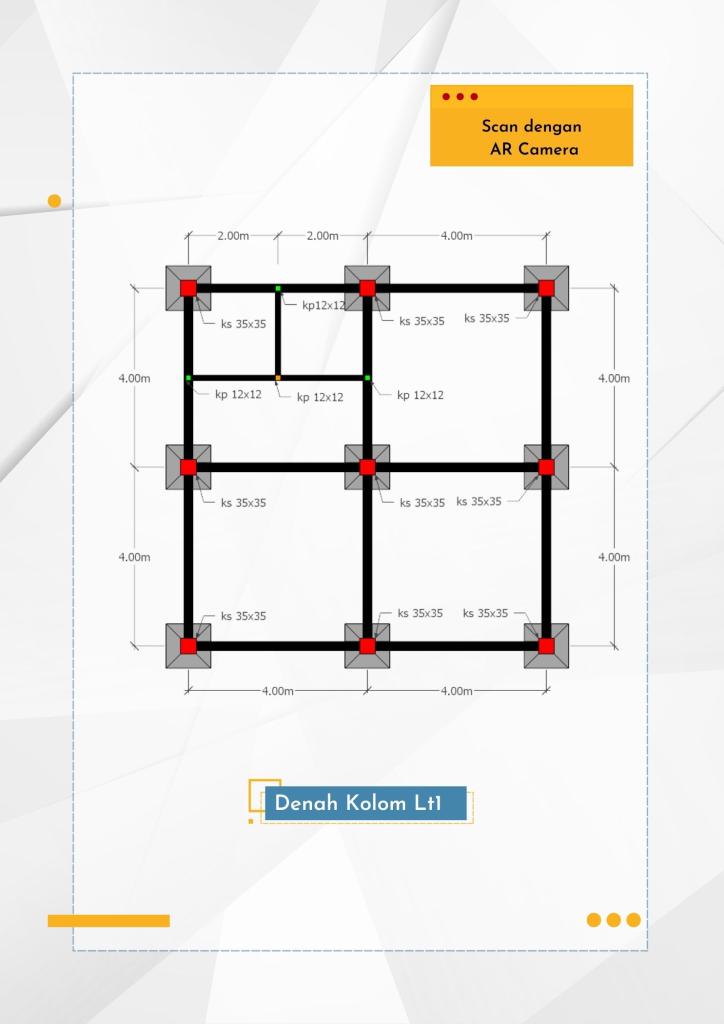 Scan dengan
AR Camera
2.00m 2.00m 4.00m
kp12x12
ks 35x35 ks 35x35 ks 35x35
4.00m 4.00m
kp 12x12 kp 12x12 kp 12x12
ks 35x35 ks 35x35 ks 35x35
4.00m 4.00m
ks 35x35 ks 35x35 ks 35x35
4.00m 4.00m
Denah Kolom Lt1